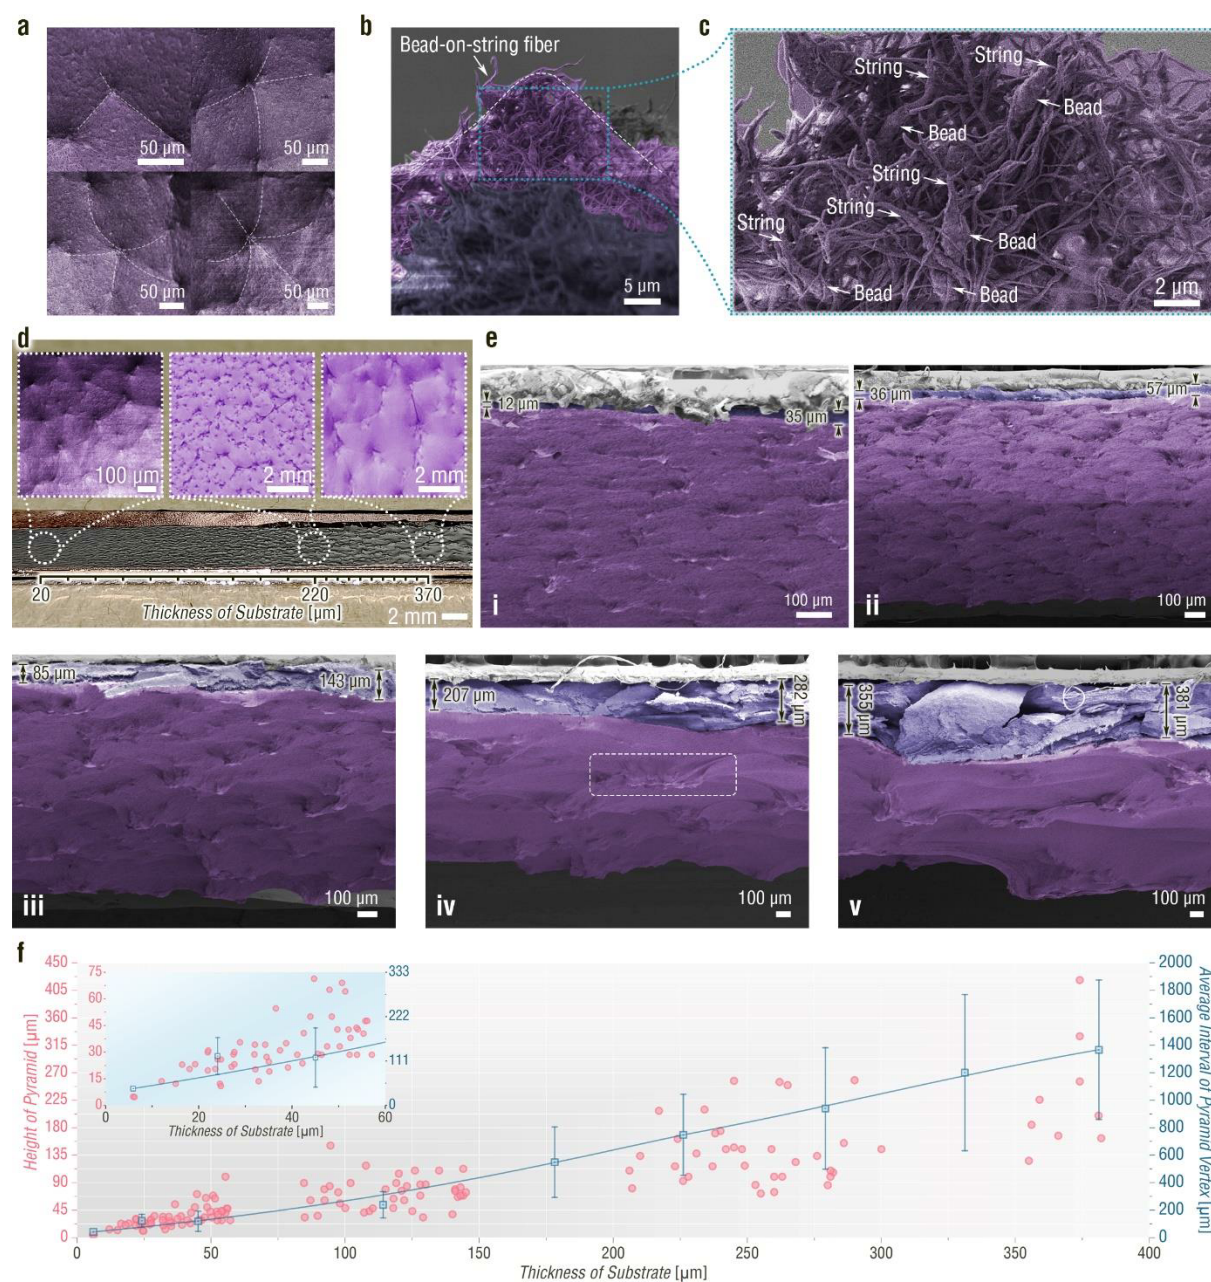 a
50 µm
50 µm
50 µm
50 µm
b
Bead-on-string fiber
5 µm
c
String
String
Bead
Bead
String
String
String
Bead
Bead
Bead
2 µm
d
100 µm
2 mm
2 mm
20
220
370
Thickness of Substrate [µm]
2 mm
e
12 µm
35 µm
i
100 µm
36 µm
57 µm
ii
100 µm
85 µm
143 µm
iii
100 µm
207 µm
282 µm
iv
100 µm
355 µm
381 µm
v
100 µm
f
Height of Pyramid [µm]
450
405
360
315
270
225
180
135
90
45
0
75
60
45
30
15
0
333
222
111
0
0
20
40
60
Thickness of Substrate [µm]
2000
1800
1600
1400
1200
1000
800
600
400
200
0
Average Interval of Pyramid Vertex [µm]
0
50
100
150
200
250
300
350
400
Thickness of Substrate [µm]